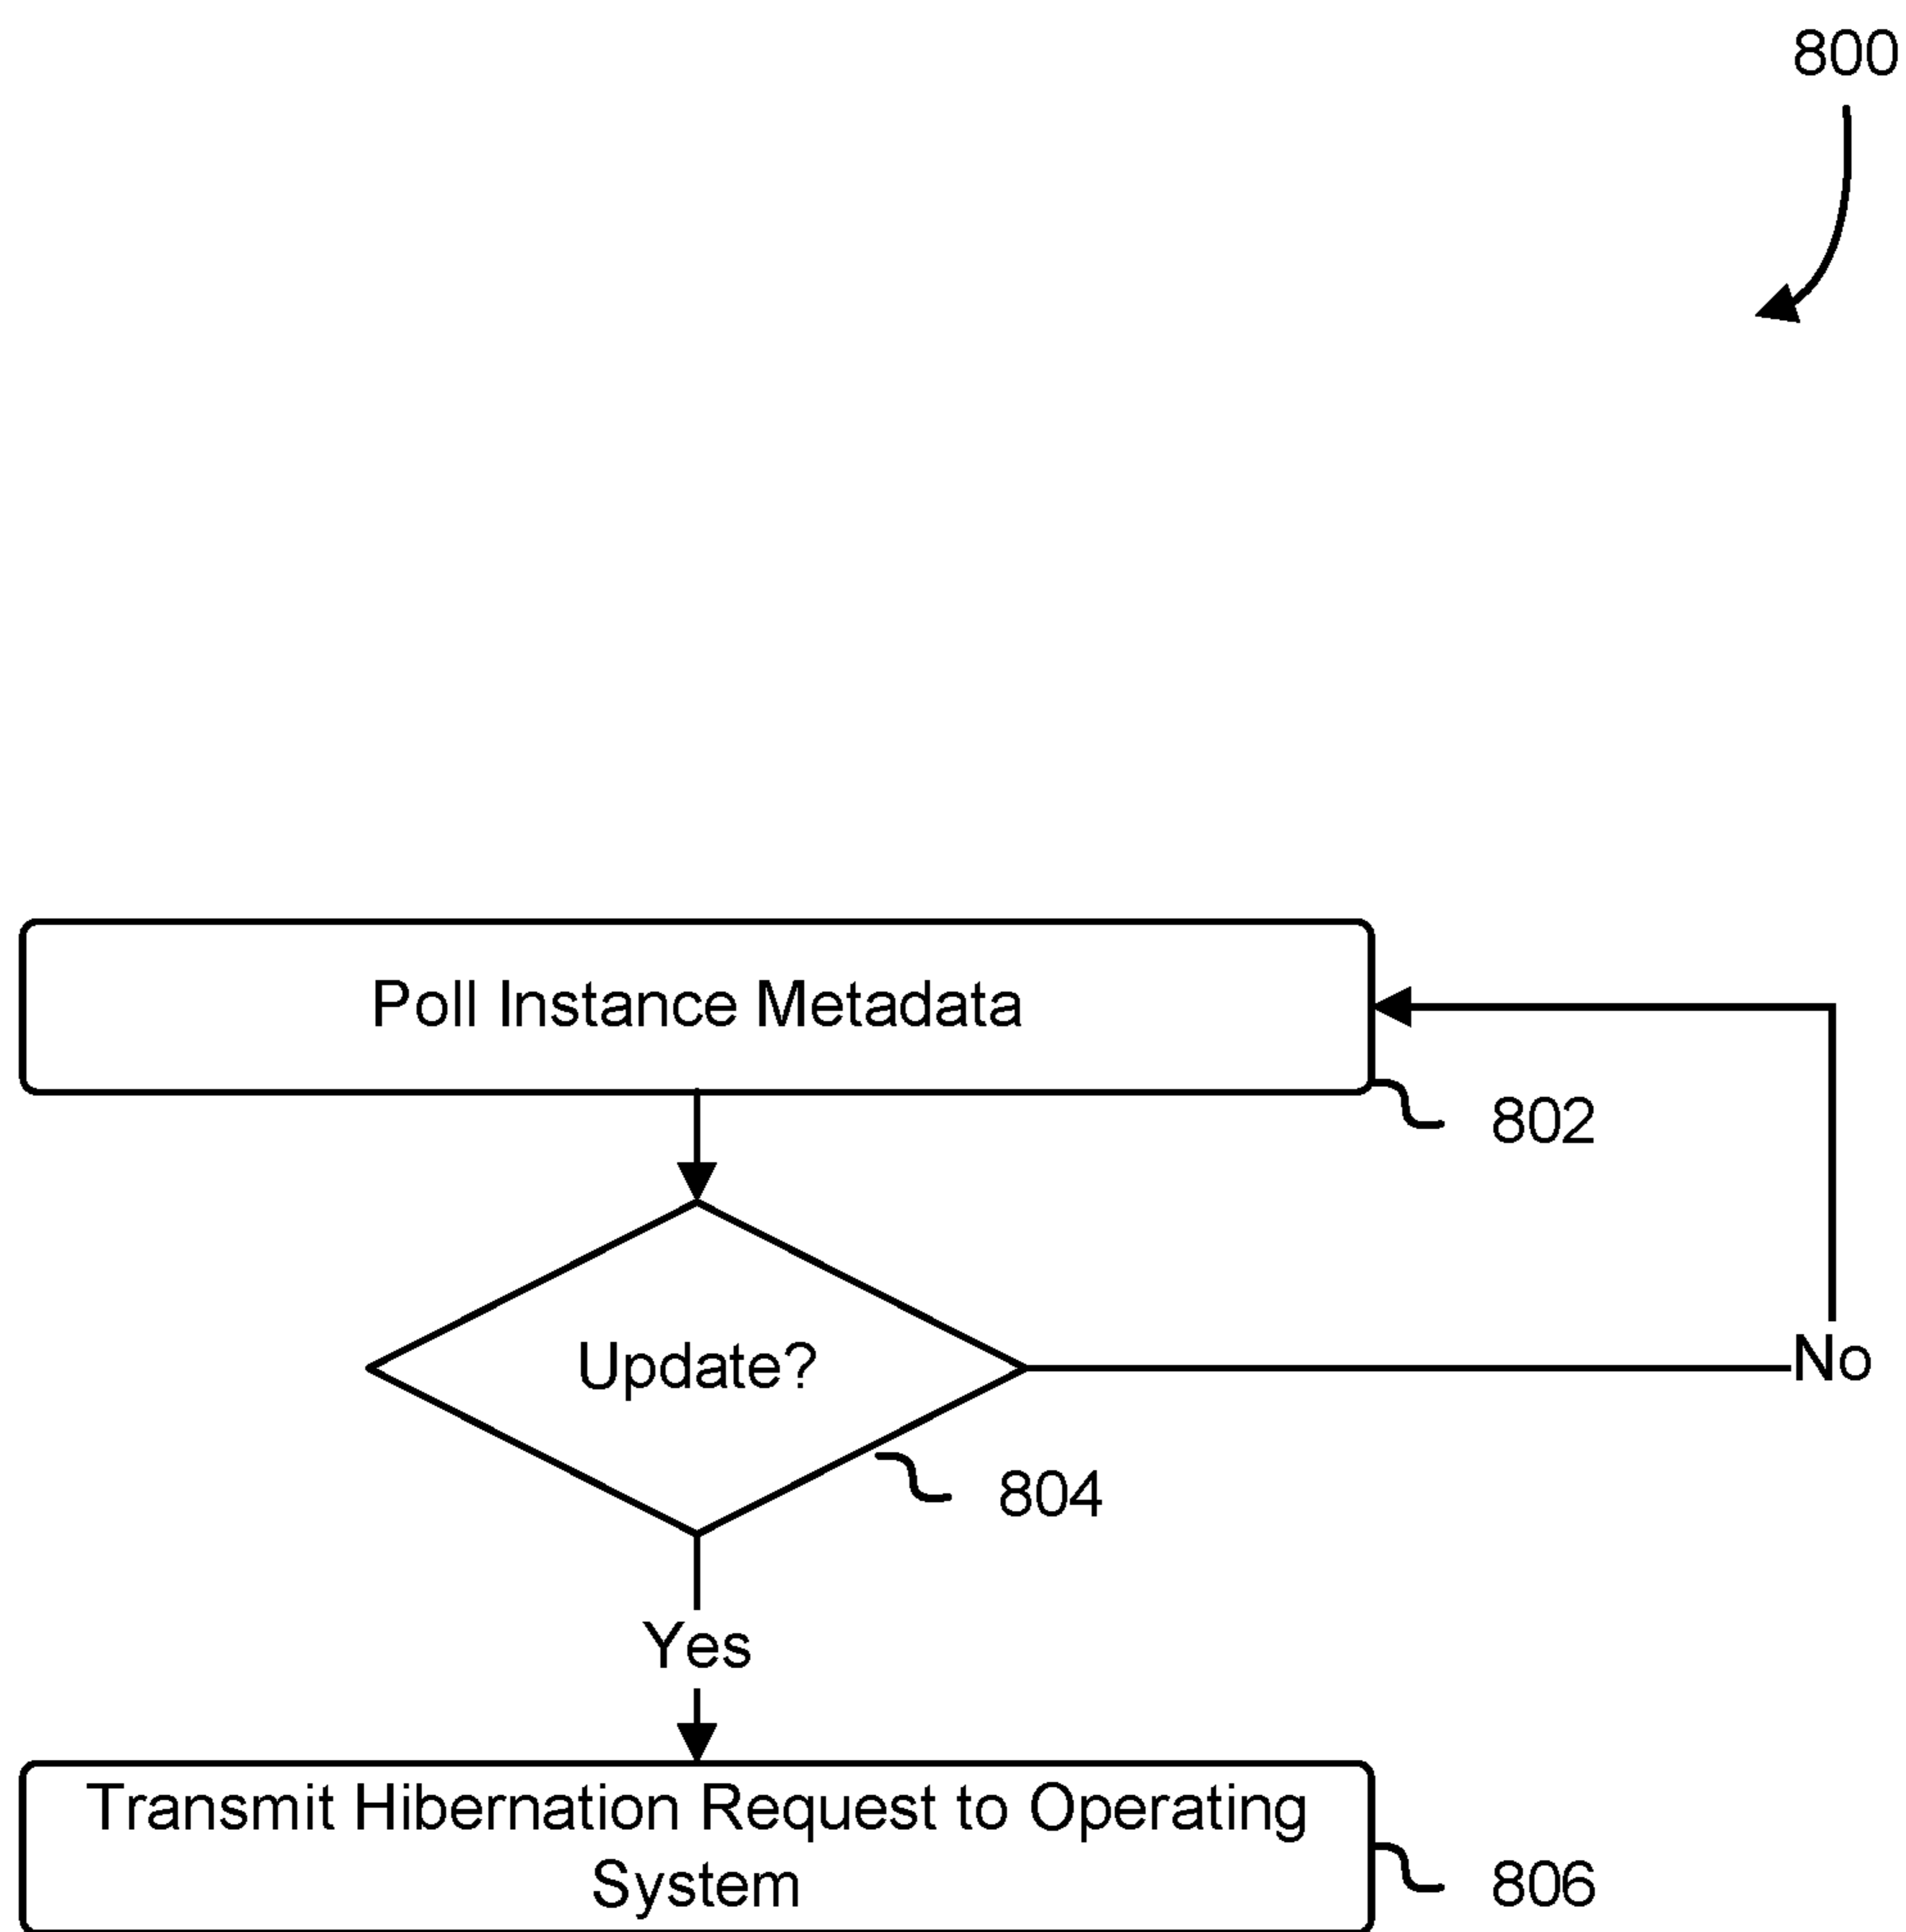 800
Poll Instance Metadata
802
Update?
No
804
Yes
Transmit Hibernation Request to Operating
System
806